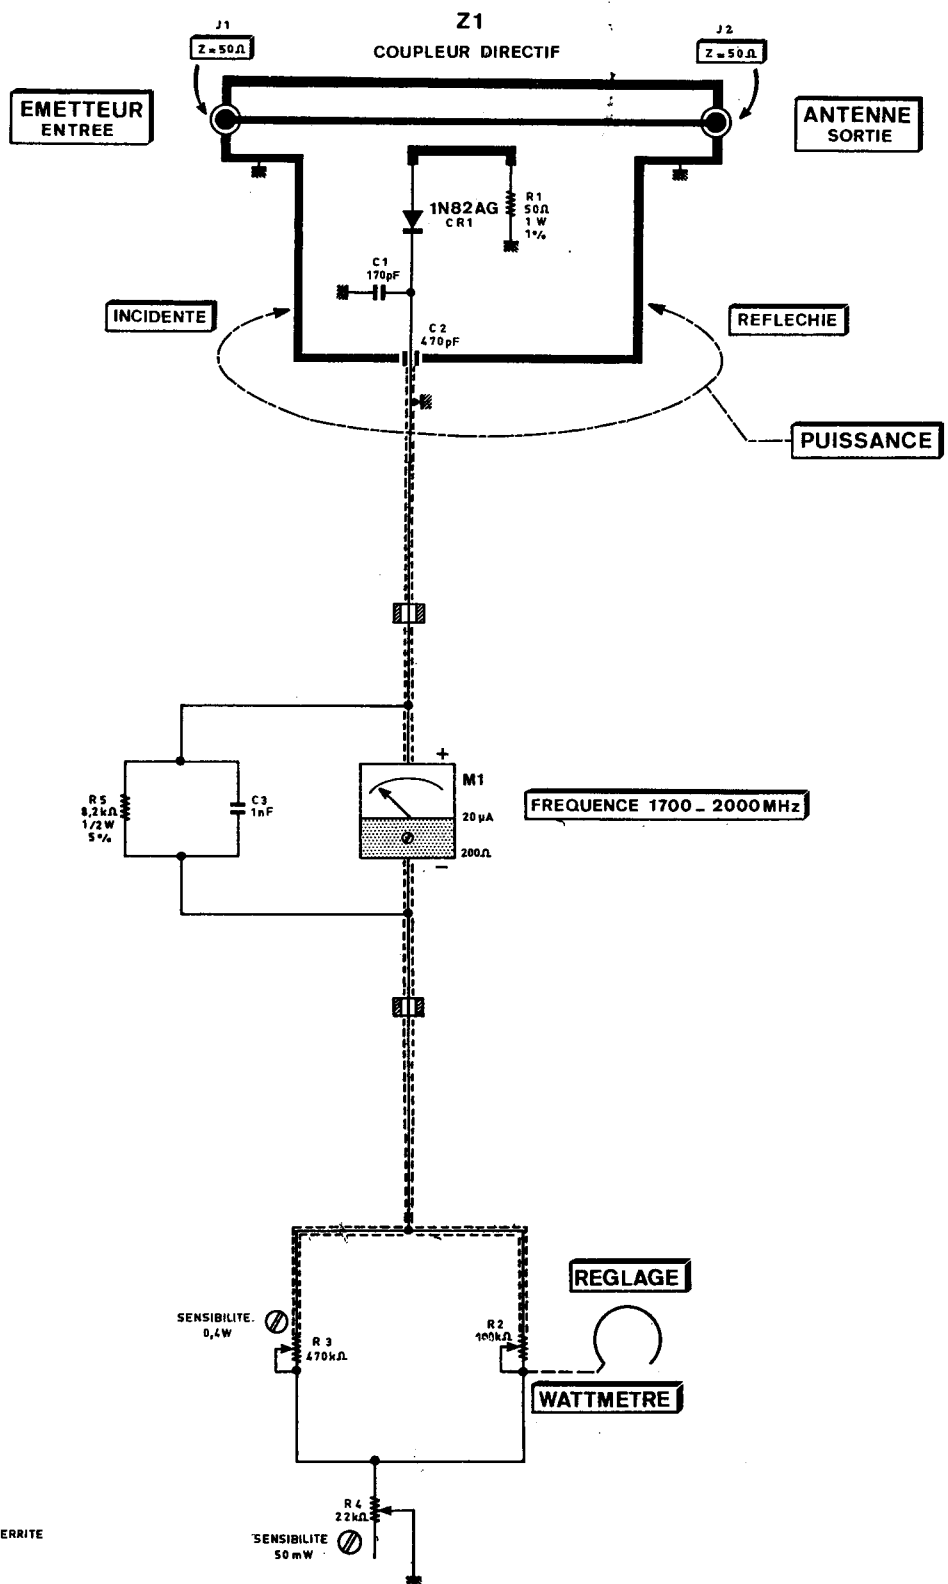 Z1
COUPLEUR DIRECTIF
J1
Z=50Ω
J2
Z=50Ω
EMETTEUR
ENTREE
ANTENNE
SORTIE
1N82AG
CR1
R1
50Ω
1 W
1%
C1
170pF
INCIDENTE
C2
470pF
REFLECHIE
PUISSANCE
+
M1
20µA
200Ω
–
R5
8,2kΩ
1/2W
5%
C3
1nF
FREQUENCE 1700_2000MHz
REGLAGE
SENSIBILITE.
0,4W
R3
470kΩ
R2
100kΩ
WATTMETRE
R4
22kΩ
SENSIBILITE
50mW
ERRITE